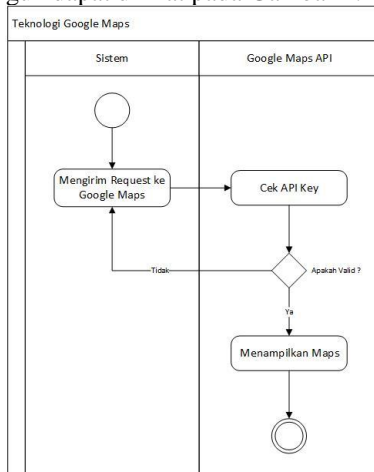 Teknologi Google Maps
Sistem
Google Maps API
Mengirim Request ke
Google Maps
Cek API Key
Tidak
Apakah Valid ?
Ya
Menampilkan Maps